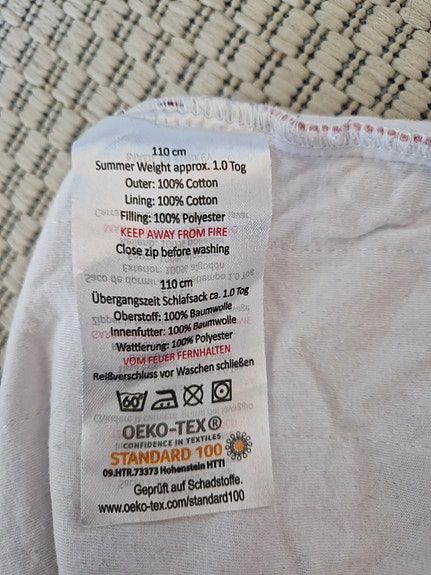 110 cm
Summer Weight approx. 1.0 Tog
Outer: 100% Cotton
Lining: 100% Cotton
Filling: 100% Polyester
KEEP AWAY FROM FIRE
Close zip before washing
110 cm
Übergangszeit Schlafsack ca. 1.0 Tog
Oberstoff: 100% Baumwolle
Innenfutter: 100% Baumwolle
Wattierung: 100% Polyester
VOM FEUER FERNHALTEN
Reißverschluss vor Waschen schließen
60°
OEKO-TEX®
CONFIDENCE IN TEXTILES
STANDARD 100
09.HTR.73373 Hohenstein HTTI
Geprüft auf Schadstoffe.
www.oeko-tex.com/standard100